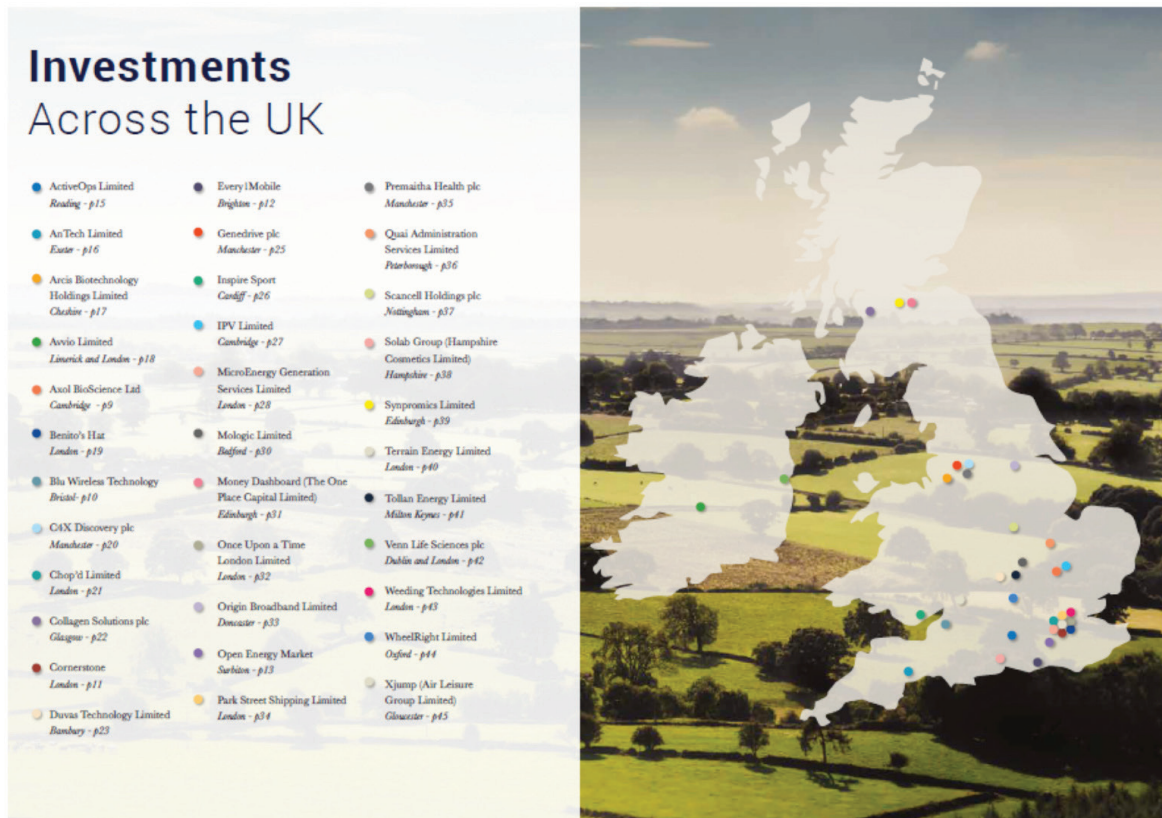 Investments
Across the UK
ActiveOps Limited
Reading - p15
AnTech Limited
Exeter - p16
Arcis Biotechnology
Holdings Limited
Cheshire - p17
Avvio Limited
Limerick and London - p18
Axol BioScience Ltd
Cambridge - p9
Benito's Hat
London - p19
Blu Wireless Technology
Bristol- p10
C4X Discovery plc
Manchester - p20
Chop'd Limited
London - p21
Collagen Solutions plc
Glasgow - p22
Cornerstone
London - p11
Duvas Technology Limited
Bambury - p23
Every1Mobile
Brighton - p12
Genedrive plc
Manchester - p25
Inspire Sport
Cardiff - p26
IPV Limited
Cambridge - p27
MicroEnergy Generation
Services Limited
London - p28
Mologic Limited
Bedford - p30
Money Dashboard (The One
Place Capital Limited)
Edinburgh - p31
Once Upon a Time
London Limited
London - p32
Origin Broadband Limited
Doncaster - p33
Open Energy Market
Surbiton - p13
Park Street Shipping Limited
London - p34
Premaitha Health plc
Manchester - p35
Quai Administration
Services Limited
Peterborough - p36
Scancell Holdings plc
Nottingham - p37
Solab Group (Hampshire
Cosmetics Limited)
Hampshire - p38
Synpromics Limited
Edinburgh - p39
Terrain Energy Limited
London - p40
Tollan Energy Limited
Milton Keynes - p41
Venn Life Sciences plc
Dublin and London - p42
Weeding Technologies Limited
London - p43
WheelRight Limited
Oxford - p44
Xjump (Air Leisure
Group Limited)
Gloucester - p45